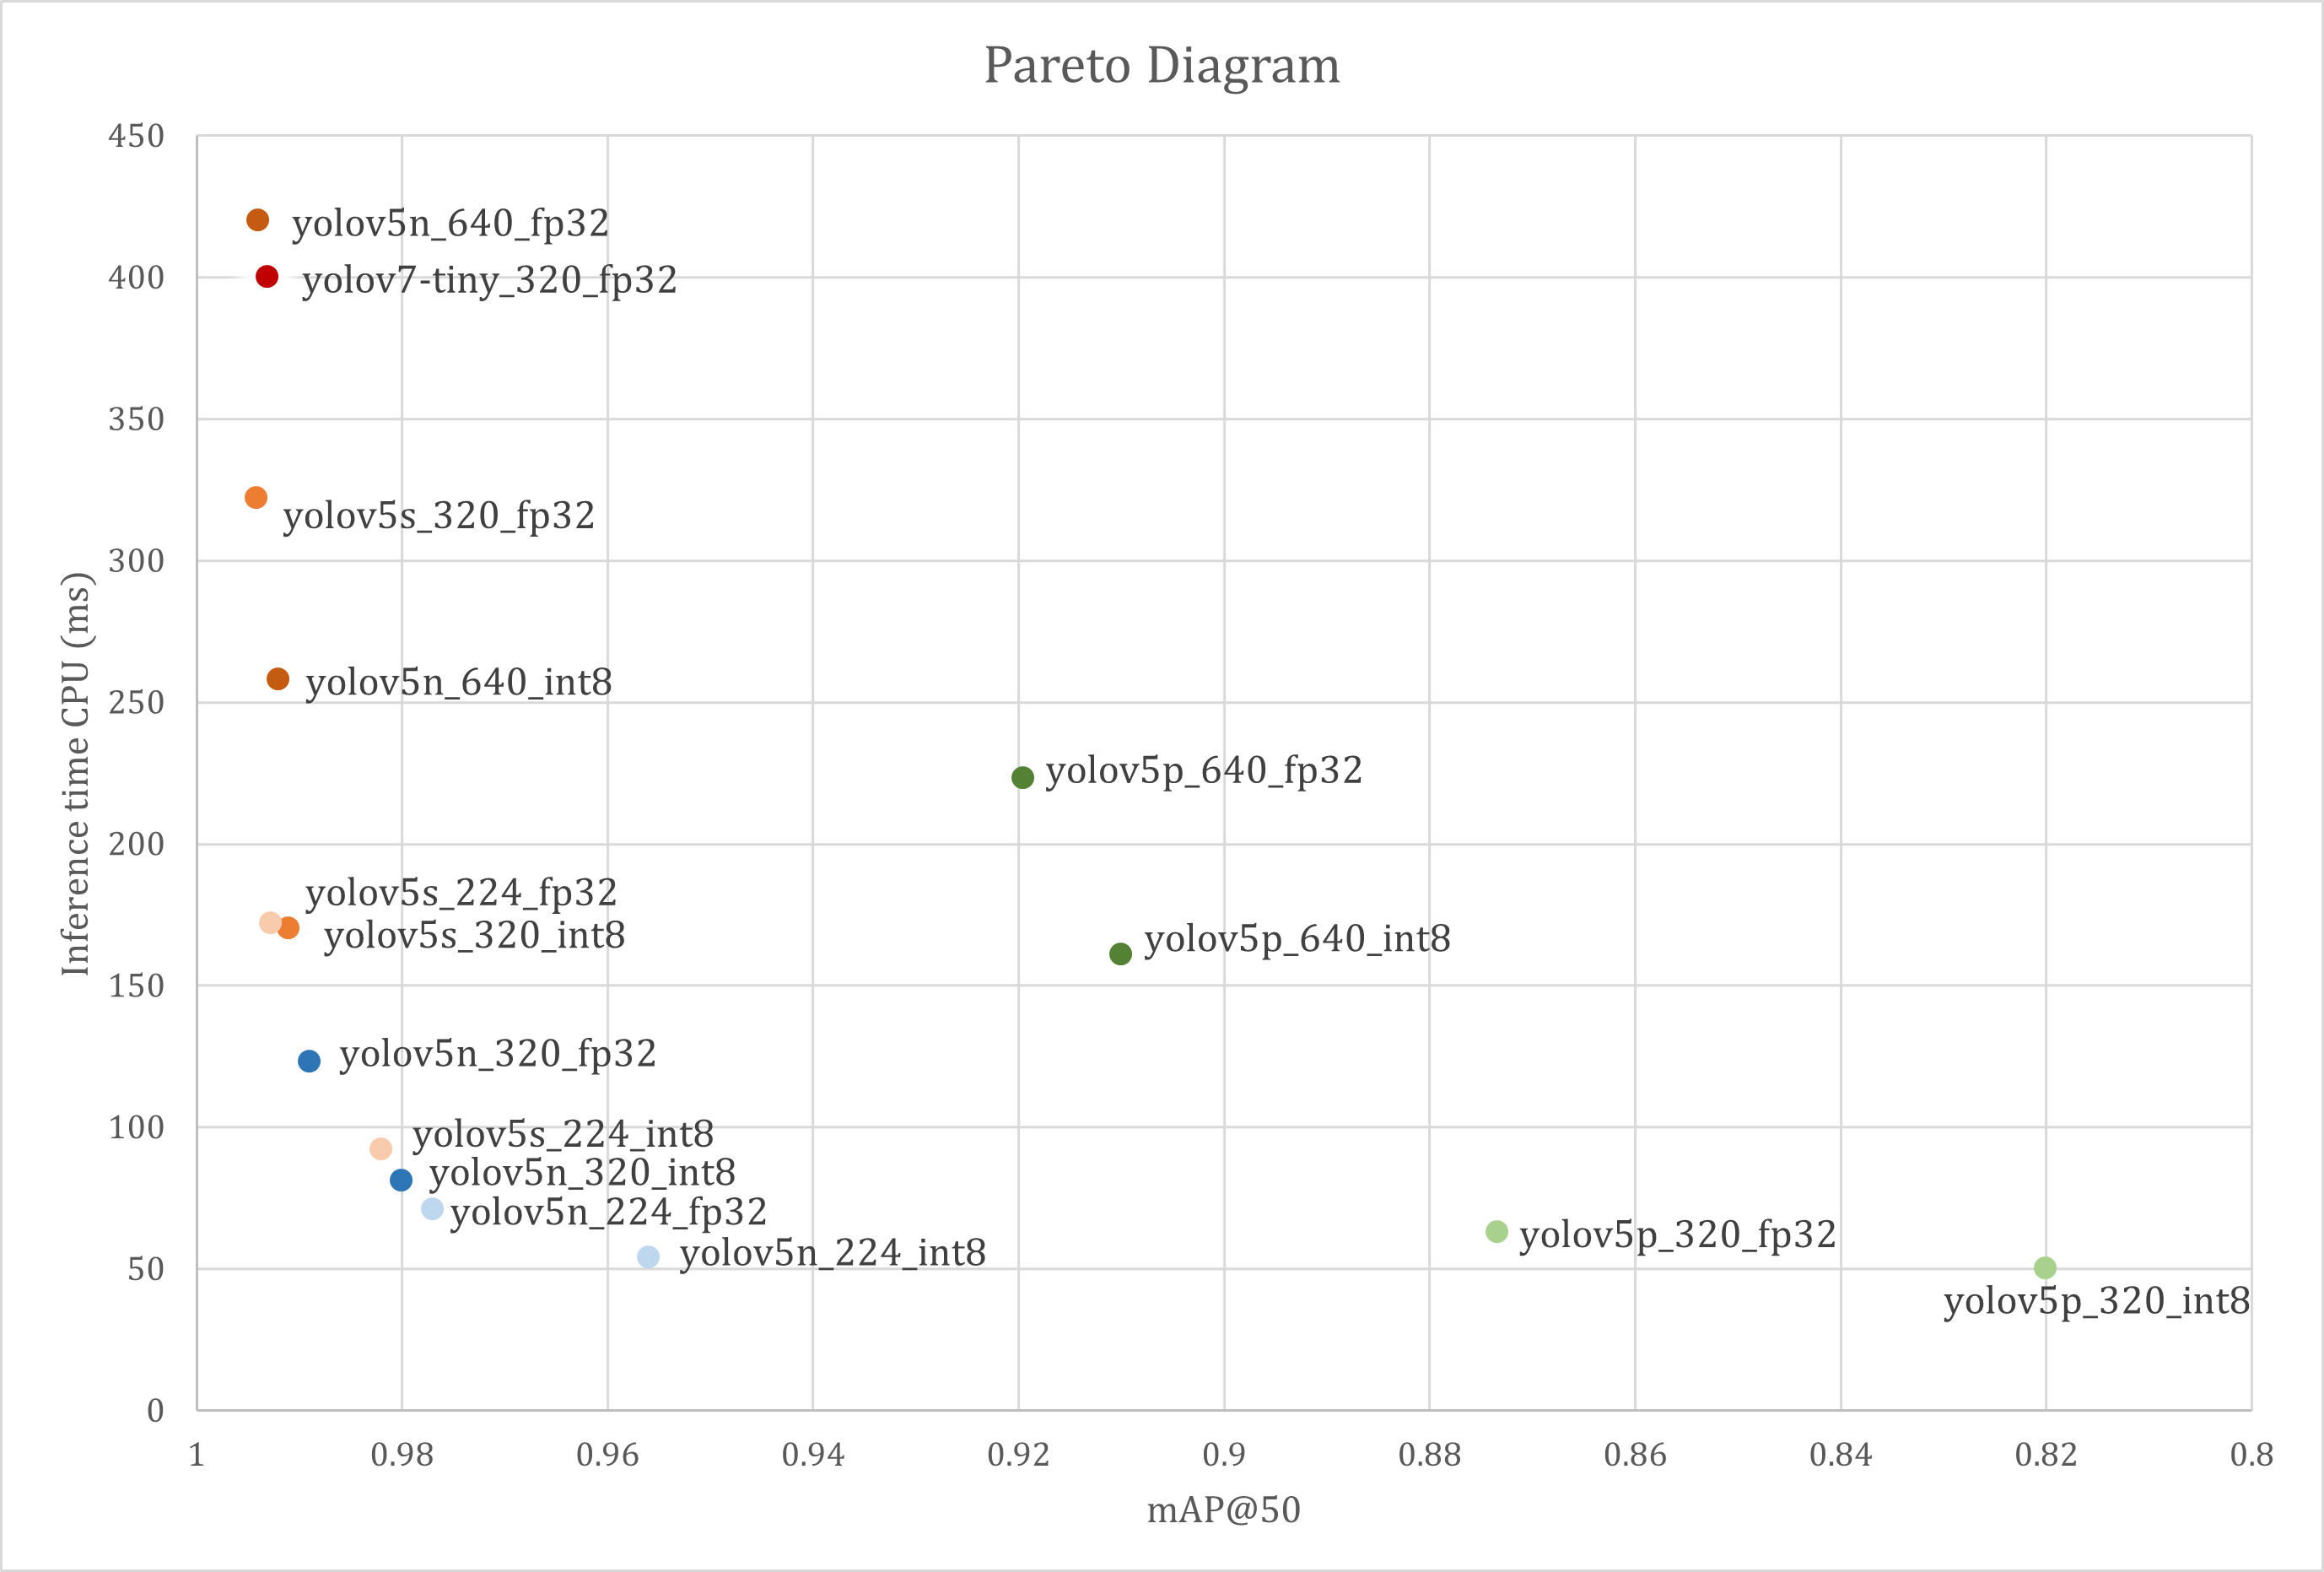 Pareto Diagram
450
400
350
300
250
200
150
100
50
0
Inference time CPU (ms)
yolov5n_640_fp32
yolov7-tiny_320_fp32
yolov5s_320_fp32
yolov5n_640_int8
yolov5p_640_fp32
yolov5s_224_fp32
yolov5s_320_int8
yolov5p_640_int8
yolov5n_320_fp32
yolov5s_224_int8
yolov5n_320_int8
yolov5n_224_fp32
yolov5n_224_int8
yolov5p_320_fp32
yolov5p_320_int8
1 0.98 0.96 0.94 0.92 0.9 0.88 0.86 0.84 0.82 0.8
mAP@50